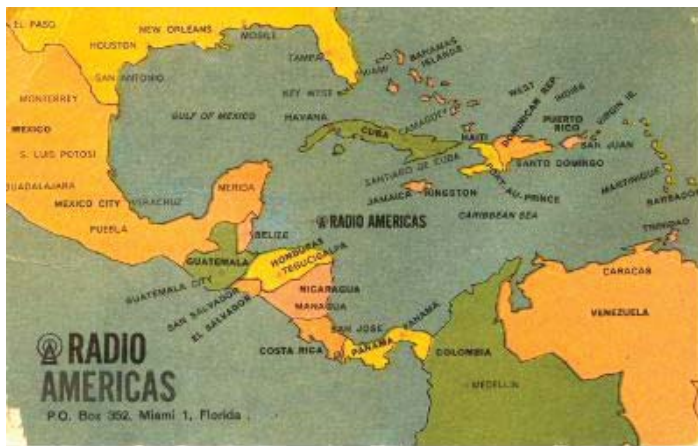 EL PASO
NEW ORLEANS
MOBILE
HOUSTON
TAMPA
MIAMI
BAHAMAS
ISLANDS
SAN ANTONIO
KEY WEST
MONTERREY
GULF OF MEXICO
HAVANA
CUBA
CAMAGUEY
WEST
INDIES
HAITI
DOMINICAN REP.
PUERTO
RICO
VIRGIN IS.
MEXICO
SAN JUAN
S. LUIS POTOSI
SANTIAGO DE CUBA
PORT-AU-PRINCE
SANTO DOMINGO
GUADALAJARA
MERIDA
JAMAICA
KINGSTON
MARTINIQUE
BARBADOS
MEXICO CITY
VERACRUZ
PUEBLA
BELIZE
RADIO AMERICAS
CARIBBEAN SEA
TRINIDAD
GUATEMALA
HONDURAS
TEGUCIGALPA
CARACAS
GUATEMALA CITY
SAN SALVADOR
EL SALVADOR
NICARAGUA
MANAGUA
VENEZUELA
SAN JOSE
COSTA RICA
PANAMA
PANAMA
COLOMBIA
MEDELLIN
RADIO
AMERICAS
P.O. Box 352, Miami 1, Florida